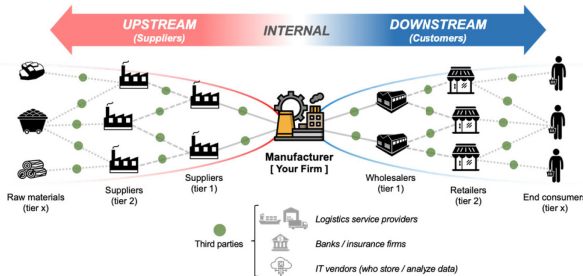 UPSTREAM
(Suppliers)
INTERNAL
DOWNSTREAM
(Customers)
Manufacturer
[ Your Firm ]
Raw materials
(tier x)
Suppliers
(tier 2)
Suppliers
(tier 1)
Wholesalers
(tier 1)
Retailers
(tier 2)
End consumers
(tier x)
Third parties
Logistics service providers
Banks / insurance firms
IT vendors (who store / analyze data)